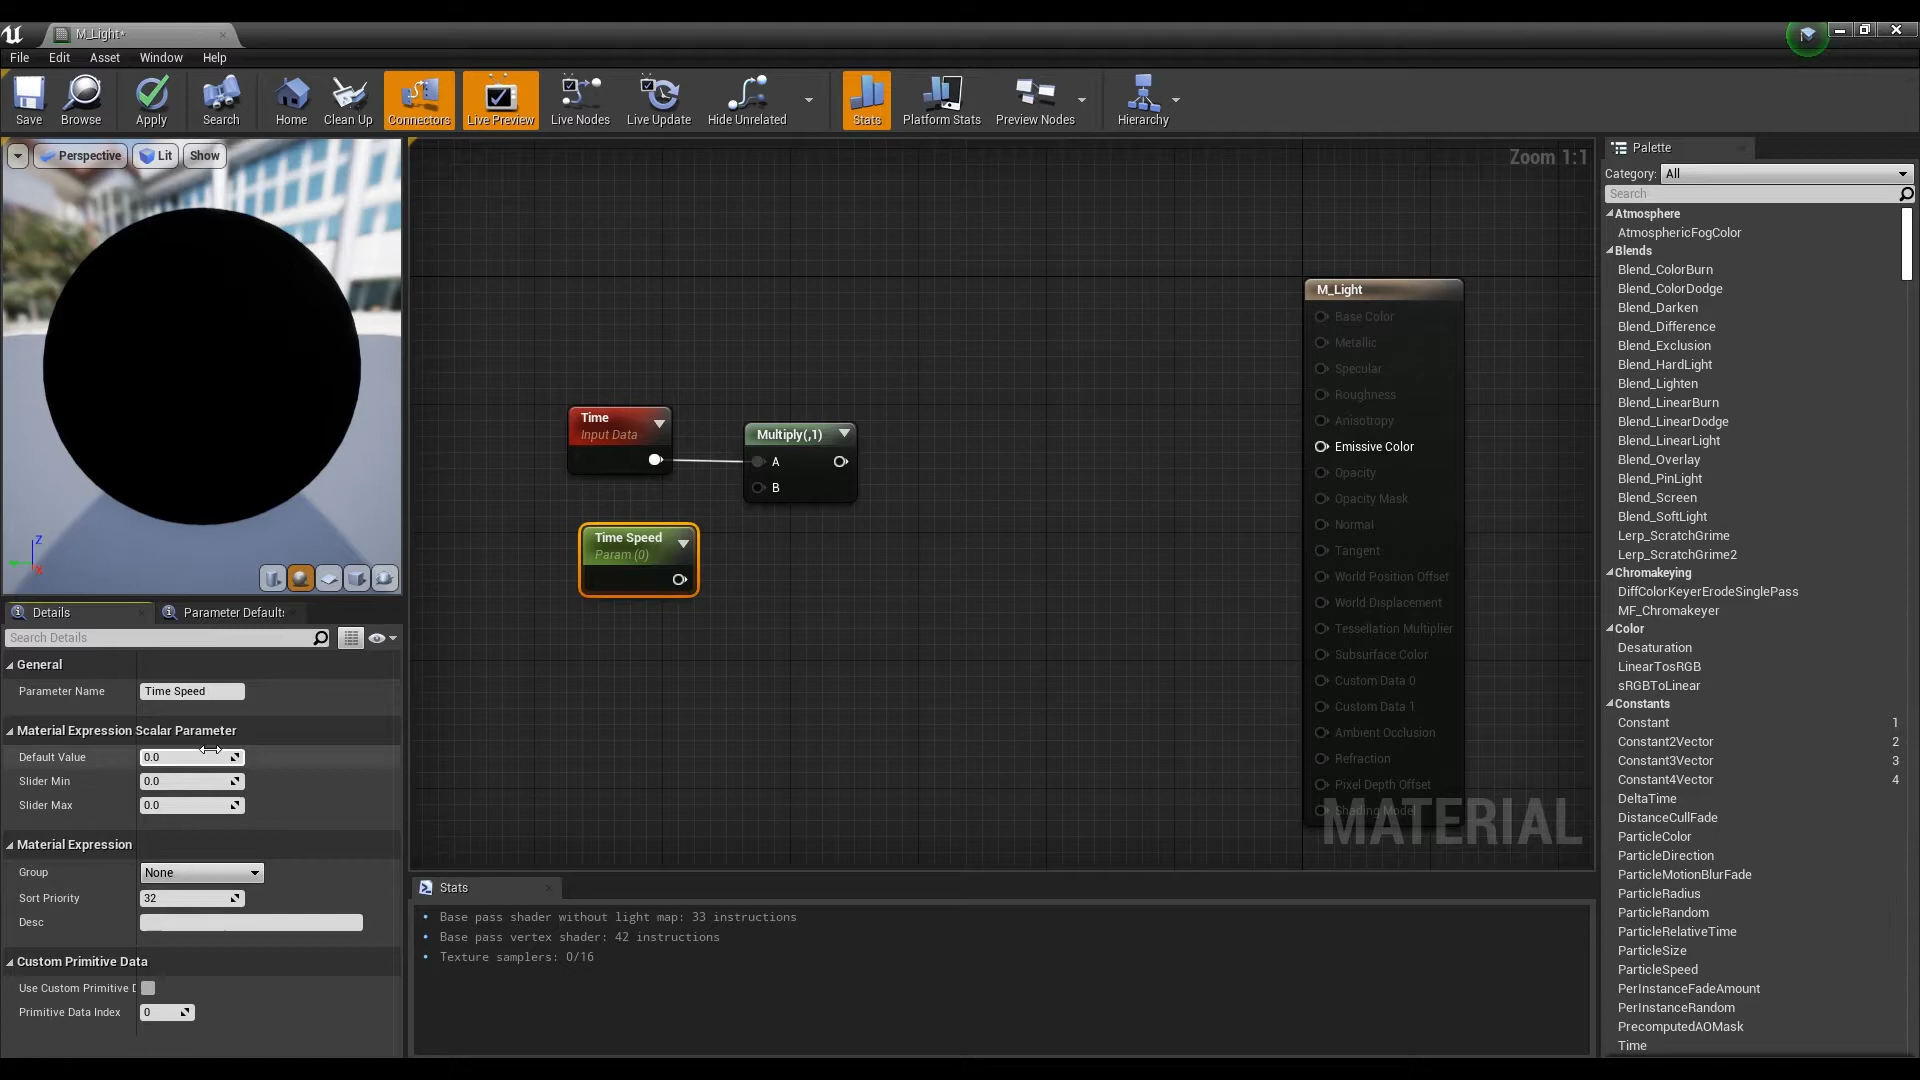 M_Light*
File Edit Asset Window Help
Save Browse Apply Search Home Clean Up Connectors Live Preview Live Nodes Live Update Hide Unrelated Stats Platform Stats Preview Nodes Hierarchy
Perspective Lit Show
Zoom 1:1
Z
X
Time
Input Data
Multiply(,1)
A
B
Time Speed
Param (0)
M_Light
Base Color
Metallic
Specular
Roughness
Anisotropy
Emissive Color
Opacity
Opacity Mask
Normal
Tangent
World Position Offset
World Displacement
Tessellation Multiplier
Subsurface Color
Custom Data 0
Custom Data 1
Ambient Occlusion
Refraction
Pixel Depth Offset
Shading Model
MATERIAL
Details Parameter Default
Search Details
General
Parameter Name Time Speed
Material Expression Scalar Parameter
Default Value 0.0
Slider Min 0.0
Slider Max 0.0
Material Expression
Group None
Sort Priority 32
Desc
Custom Primitive Data
Use Custom Primitive D
Primitive Data Index 0
Stats
• Base pass shader without light map: 33 instructions
• Base pass vertex shader: 42 instructions
• Texture samplers: 0/16
Palette
Category: All
Search
Atmosphere
AtmosphericFogColor
Blends
Blend_ColorBurn
Blend_ColorDodge
Blend_Darken
Blend_Difference
Blend_Exclusion
Blend_HardLight
Blend_Lighten
Blend_LinearBurn
Blend_LinearDodge
Blend_LinearLight
Blend_Overlay
Blend_PinLight
Blend_Screen
Blend_SoftLight
Lerp_ScratchGrime
Lerp_ScratchGrime2
Chromakeying
DiffColorKeyerErodeSinglePass
MF_Chromakeyer
Color
Desaturation
LinearTosRGB
sRGBToLinear
Constants
Constant 1
Constant2Vector 2
Constant3Vector 3
Constant4Vector 4
DeltaTime
DistanceCullFade
ParticleColor
ParticleDirection
ParticleMotionBlurFade
ParticleRadius
ParticleRandom
ParticleRelativeTime
ParticleSize
ParticleSpeed
PerInstanceFadeAmount
PerInstanceRandom
PrecomputedAOMask
Time